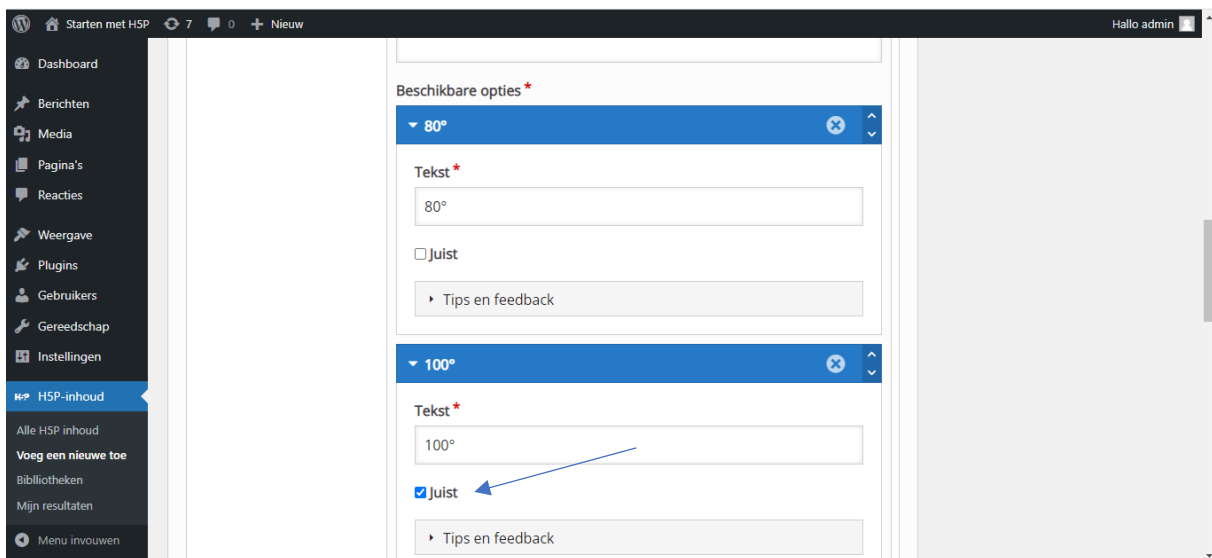 Starten met H5P 7 0 + Nieuw Hallo admin
Dashboard
Berichten
Media
Pagina's
Reacties
Weergave
Plugins
Gebruikers
Gereedschap
Instellingen
H5P H5P-inhoud
Alle H5P inhoud
Voeg een nieuwe toe
Biblliotheken
Mijn resultaten
Menu invouwen
Beschikbare opties *
80°
Tekst *
80°
Juist
Tips en feedback
100°
Tekst *
100°
Juist
Tips en feedback